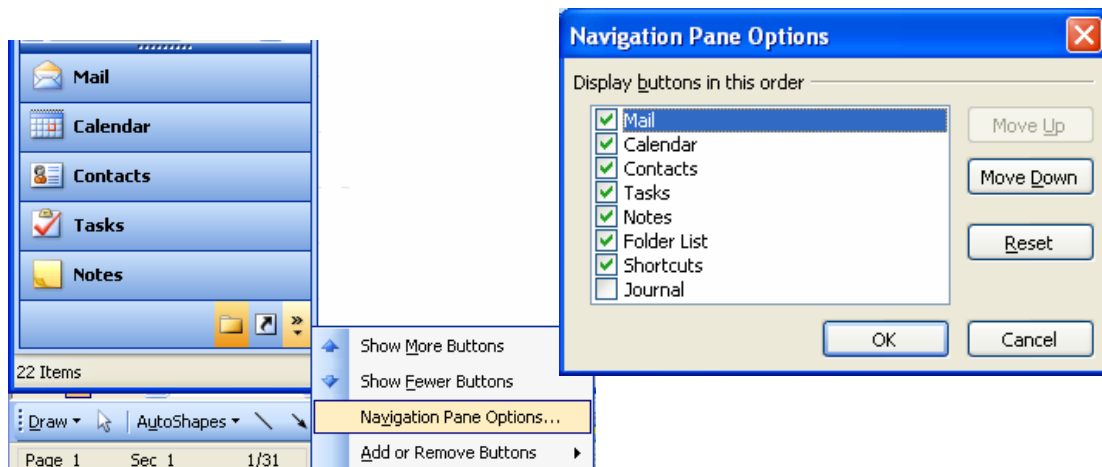 Mail
Calendar
Contacts
Tasks
Notes
22 Items
Draw
AutoShapes
Page 1 Sec 1 1/31
Show More Buttons
Show Fewer Buttons
Navigation Pane Options...
Add or Remove Buttons
Navigation Pane Options
Display buttons in this order
Mail
Calendar
Contacts
Tasks
Notes
Folder List
Shortcuts
Journal
Move Up
Move Down
Reset
OK
Cancel